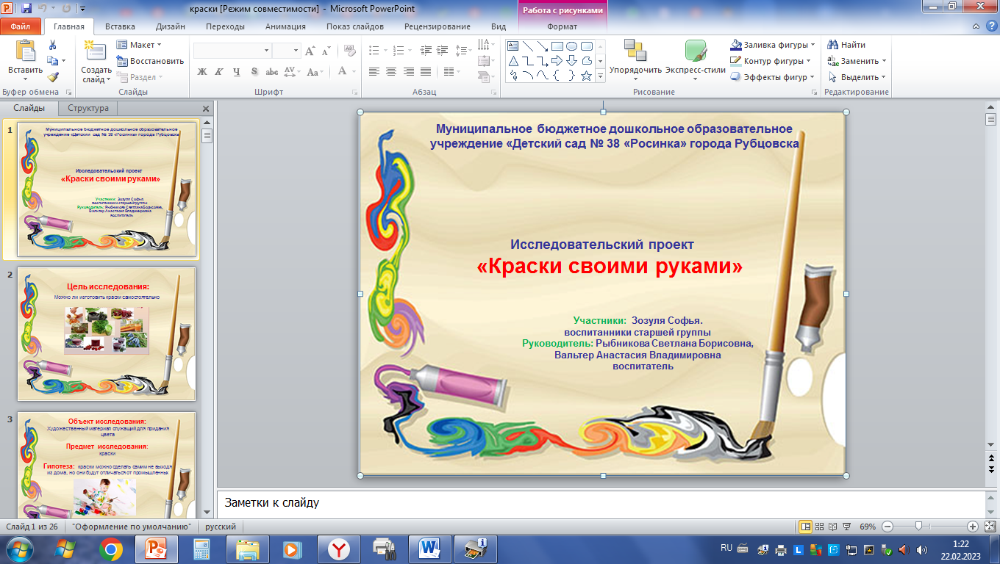 краски [Режим совместимости] - Microsoft PowerPoint
Работа с рисунками
Файл
Главная
Вставка
Дизайн
Переходы
Анимация
Показ слайдов
Рецензирование
Вид
Формат
Вставить
Буфер обмена
Создать
слайд
Макет
Восстановить
Раздел
Слайды
Ж К Ч S abc AV Aa A
Шрифт
Абзац
Упорядочить
Экспресс-стили
Заливка фигуры
Контур фигуры
Эффекты фигур
Рисование
Найти
Заменить
Выделить
Редактирование
Слайды
Структура
1
Муниципальное бюджетное дошкольное образовательное
учреждение «Детский сад № 38 «Росинка» города Рубцовска
Исследовательский проект
«Краски своими руками»
Участники: Зозуля Софья.
воспитанники старшей группы
Руководитель: Рыбникова Светлана Борисовна,
Вальтер Анастасия Владимировна
воспитатель
2
Цель исследования:
Можно ли изготовить краски самостоятельно
3
Объект исследования:
Художественный материал служащий для придания
цвета
Предмет исследования:
краски
Гипотеза: краски можно сделать самим не выходя
из дома, но они будут отличаться от промышленных
Муниципальное бюджетное дошкольное образовательное
учреждение «Детский сад № 38 «Росинка» города Рубцовска
Исследовательский проект
«Краски своими руками»
Участники: Зозуля Софья.
воспитанники старшей группы
Руководитель: Рыбникова Светлана Борисовна,
Вальтер Анастасия Владимировна
воспитатель
Заметки к слайду
Слайд 1 из 26
"Оформление по умолчанию"
русский
69%
RU
1:22
22.02.2023